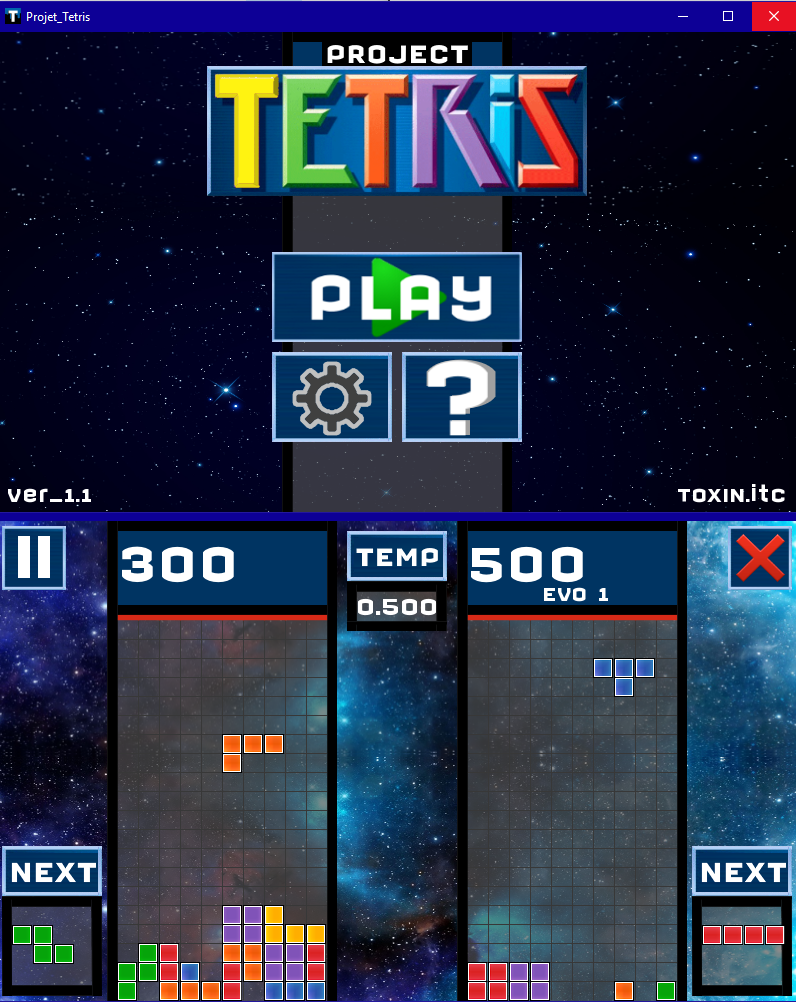 Projet_Tetris
PROJECT
TETRIS
PLAY
?
ver_1.1
TOXIN.itc
300
TEMP
500
EVO 1
0.500
NEXT
NEXT